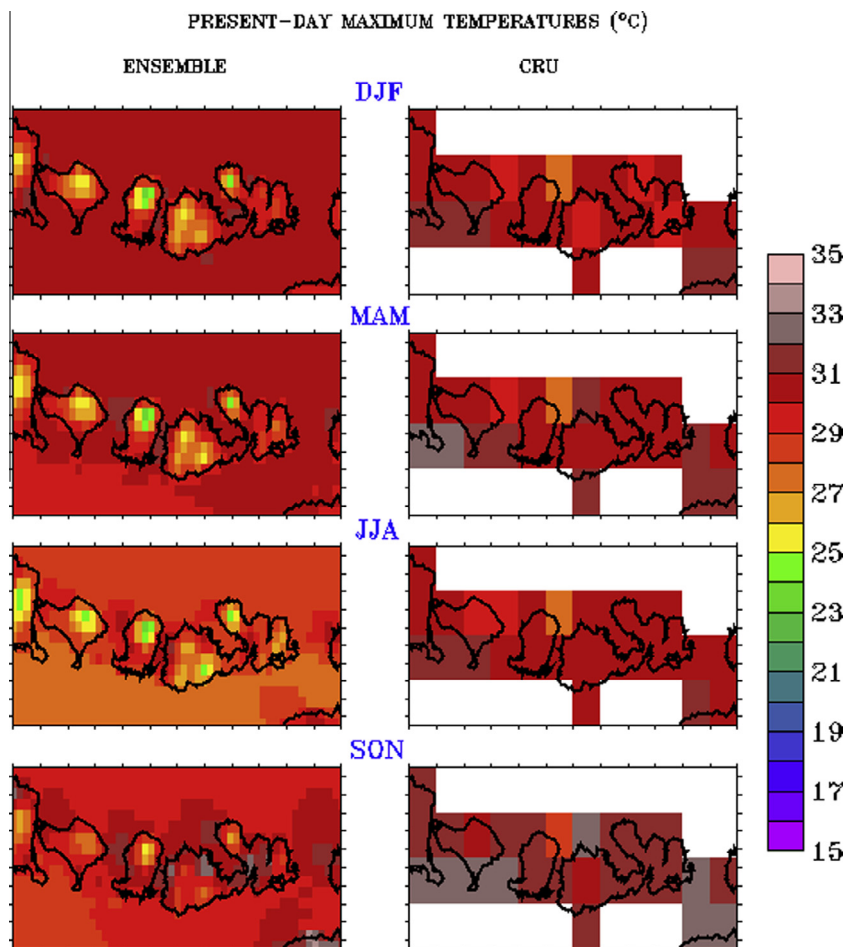 PRESENT-DAY MAXIMUM TEMPERATURES (°C)
ENSEMBLE CRU
DJF
MAM
JJA
SON
35
33
31
29
27
25
23
21
19
17
15